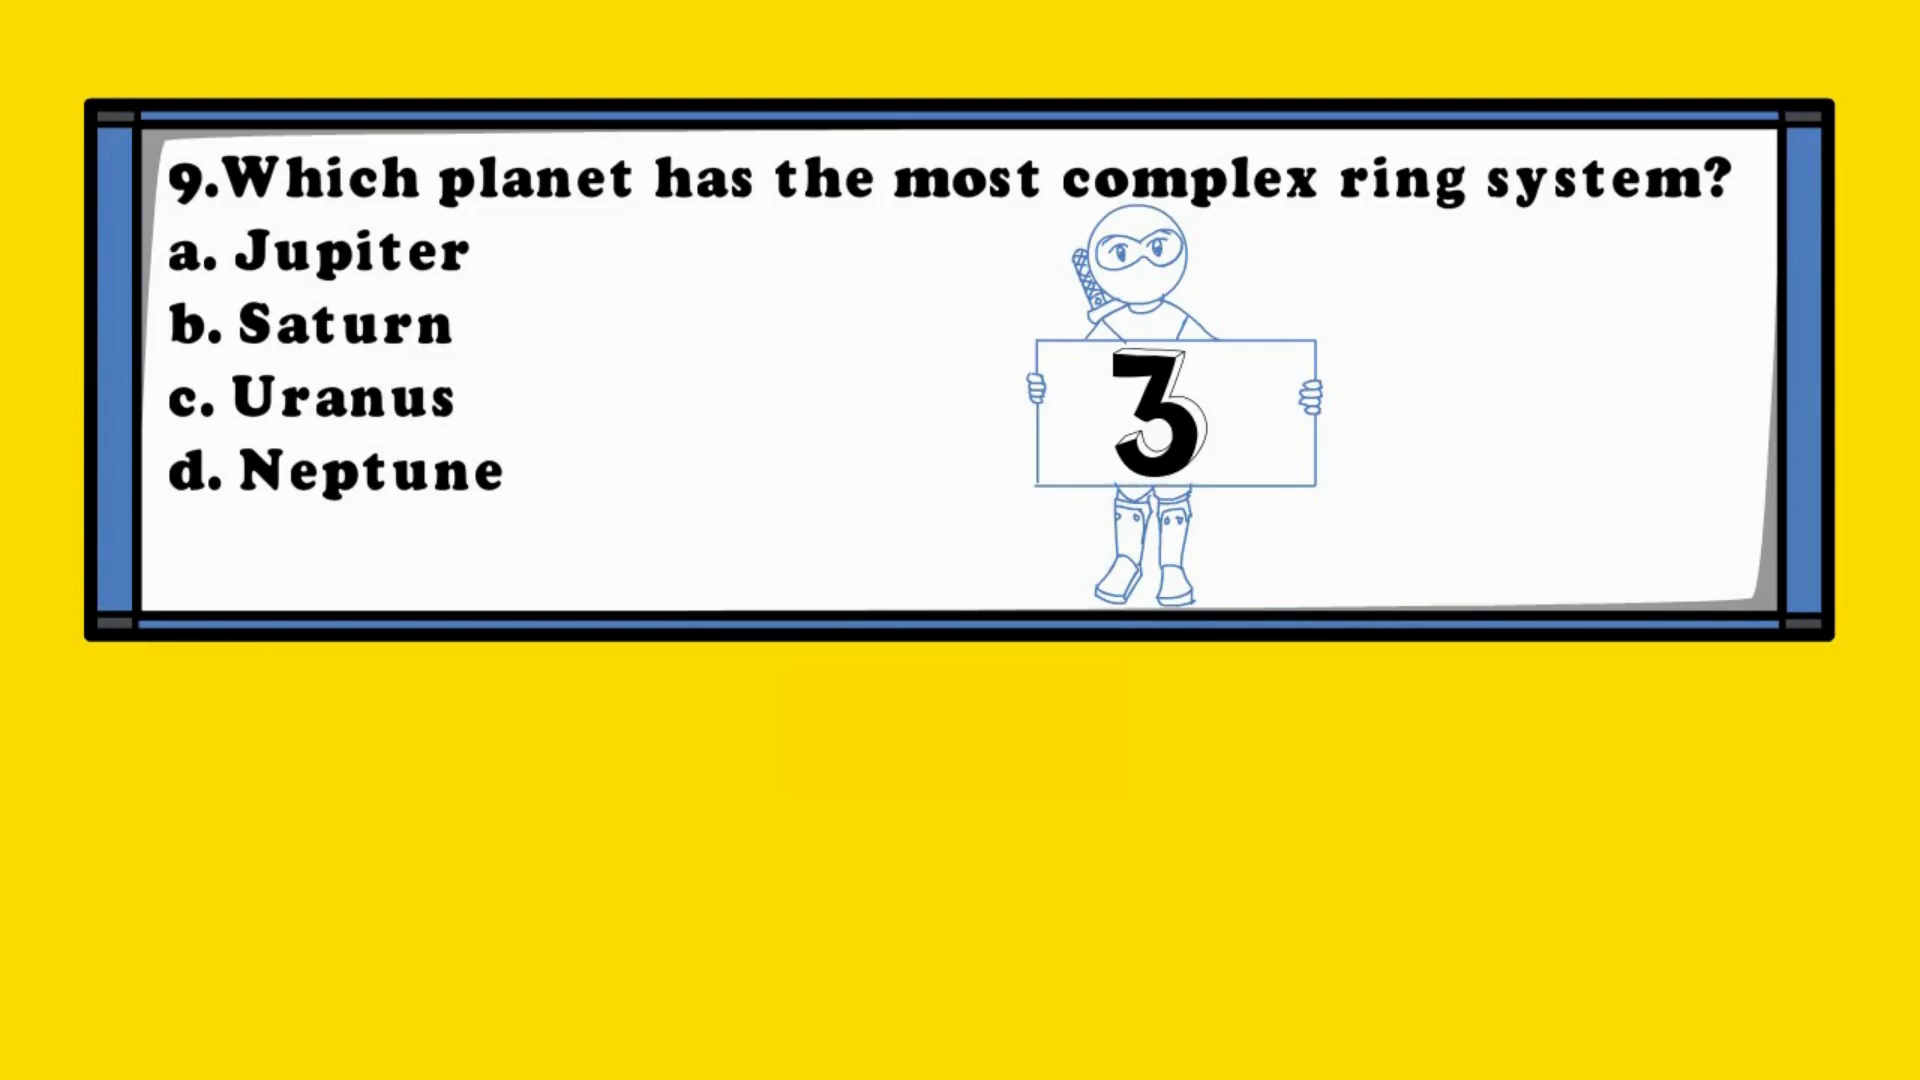 9.Which planet has the most complex ring system?
a. Jupiter
b. Saturn
c. Uranus
d. Neptune
3